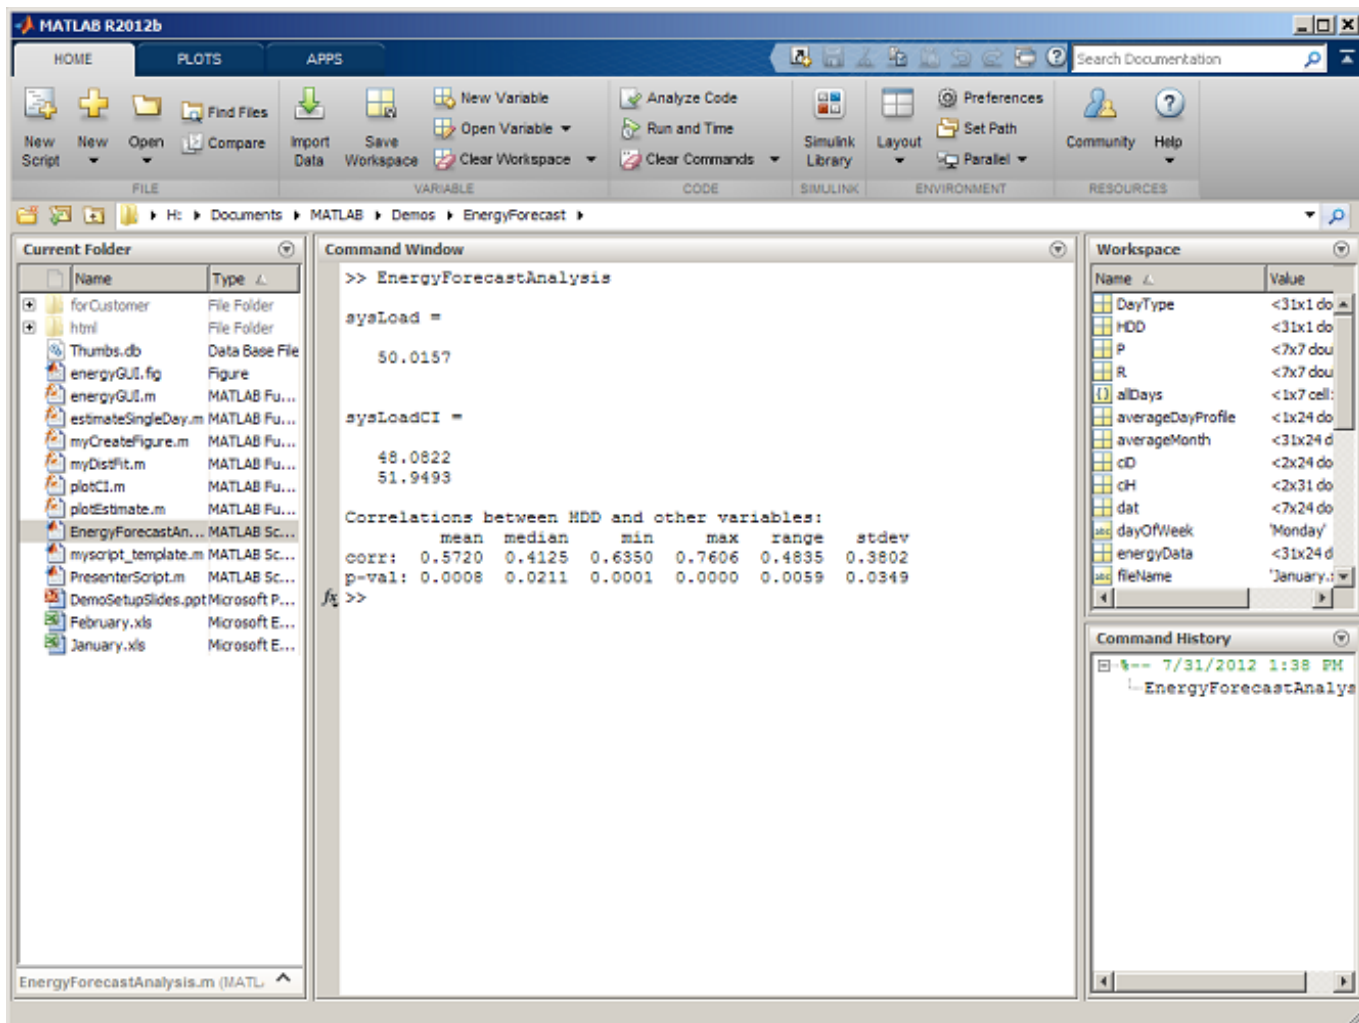 MATLAB R2012b
HOME PLOTS APPS
Search Documentation
New Script
New
Open
Find Files
Compare
Import Data
Save Workspace
New Variable
Open Variable
Clear Workspace
Analyze Code
Run and Time
Clear Commands
Simulink Library
Layout
Preferences
Set Path
Parallel
Community
Help
FILE VARIABLE CODE SIMULINK ENVIRONMENT RESOURCES
H: Documents MATLAB Demos EnergyForecast
Current Folder
Name Type
forCustomer File Folder
html File Folder
Thumbs.db Data Base File
energyGUI.fig Figure
energyGUI.m MATLAB Fu...
estimateSingleDay.m MATLAB Fu...
myCreateFigure.m MATLAB Fu...
myDistFit.m MATLAB Fu...
plotCI.m MATLAB Fu...
plotEstimate.m MATLAB Fu...
EnergyForecastAn... MATLAB Sc...
myscript_template.m MATLAB Sc...
PresenterScript.m MATLAB Sc...
DemoSetupSlides.ppt Microsoft P...
February.xls Microsoft E...
January.xls Microsoft E...
EnergyForecastAnalysis.m (MATL
Command Window
>> EnergyForecastAnalysis
sysLoad =
50.0157
sysLoadCI =
48.0822
51.9493
Correlations between HDD and other variables:
mean median min max range stdev
corr: 0.5720 0.4125 0.6350 0.7606 0.4835 0.3802
p-val: 0.0008 0.0211 0.0001 0.0000 0.0059 0.0349
fx >>
Workspace
Name Value
DayType <31x1 do
HDD <31x1 do
P <7x7 dou
R <7x7 dou
allDays <1x7 cell
averageDayProfile <1x24 do
averageMonth <31x24 d
ciD <2x24 do
ciH <2x31 do
dat <7x24 do
dayOfWeek 'Monday'
energyData <31x24 d
fileName 'January.
Command History
%-- 7/31/2012 1:38 PM
EnergyForecastAnalys